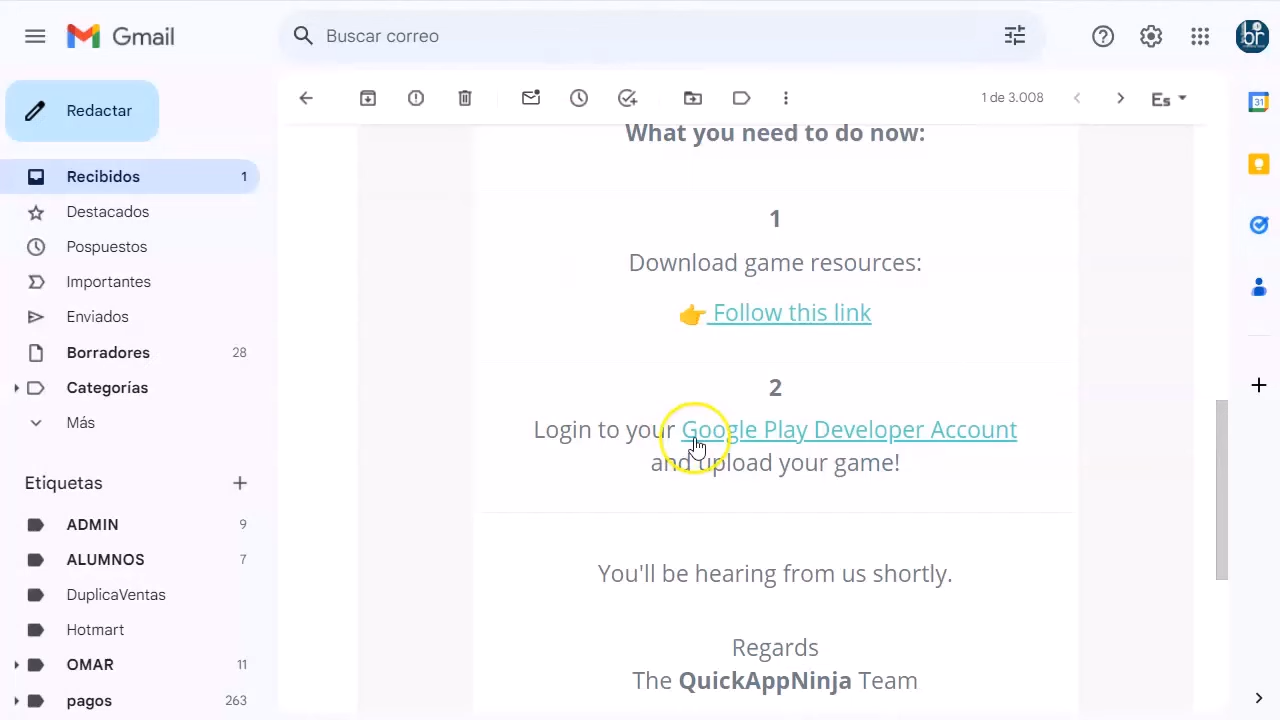 Gmail
Buscar correo
br
Redactar
1 de 3.008
Es
31
What you need to do now:
Recibidos 1
Destacados
Pospuestos
Importantes
Enviados
Borradores 28
Categorías
Más
Etiquetas
ADMIN 9
ALUMNOS 7
DuplicaVentas
Hotmart
OMAR 11
pagos 263
1
Download game resources:
👉 Follow this link
2
Login to your Google Play Developer Account
and upload your game!
You'll be hearing from us shortly.
Regards
The QuickAppNinja Team